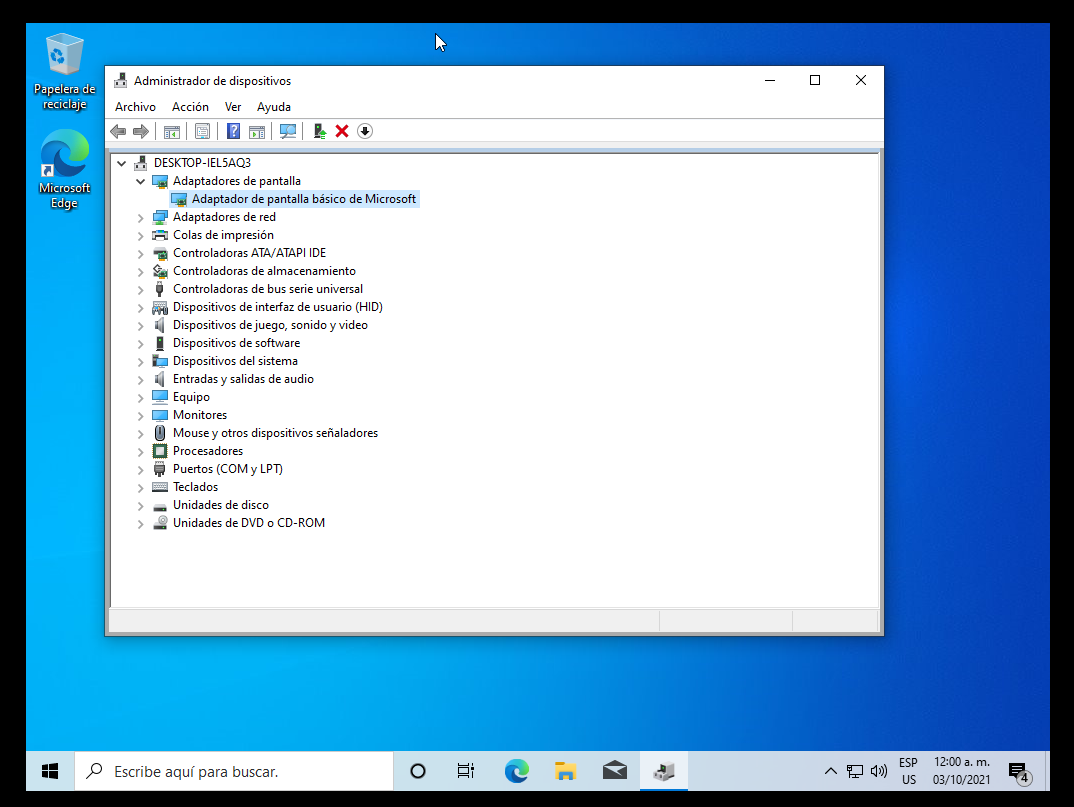 Papelera de
reciclaje
Microsoft
Edge
Administrador de dispositivos
Archivo Acción Ver Ayuda
DESKTOP-IEL5AQ3
Adaptadores de pantalla
Adaptador de pantalla básico de Microsoft
Adaptadores de red
Colas de impresión
Controladoras ATA/ATAPI IDE
Controladoras de almacenamiento
Controladoras de bus serie universal
Dispositivos de interfaz de usuario (HID)
Dispositivos de juego, sonido y video
Dispositivos de software
Dispositivos del sistema
Entradas y salidas de audio
Equipo
Monitores
Mouse y otros dispositivos señaladores
Procesadores
Puertos (COM y LPT)
Teclados
Unidades de disco
Unidades de DVD o CD-ROM
Escribe aquí para buscar.
ESP
US
12:00 a. m.
03/10/2021
4